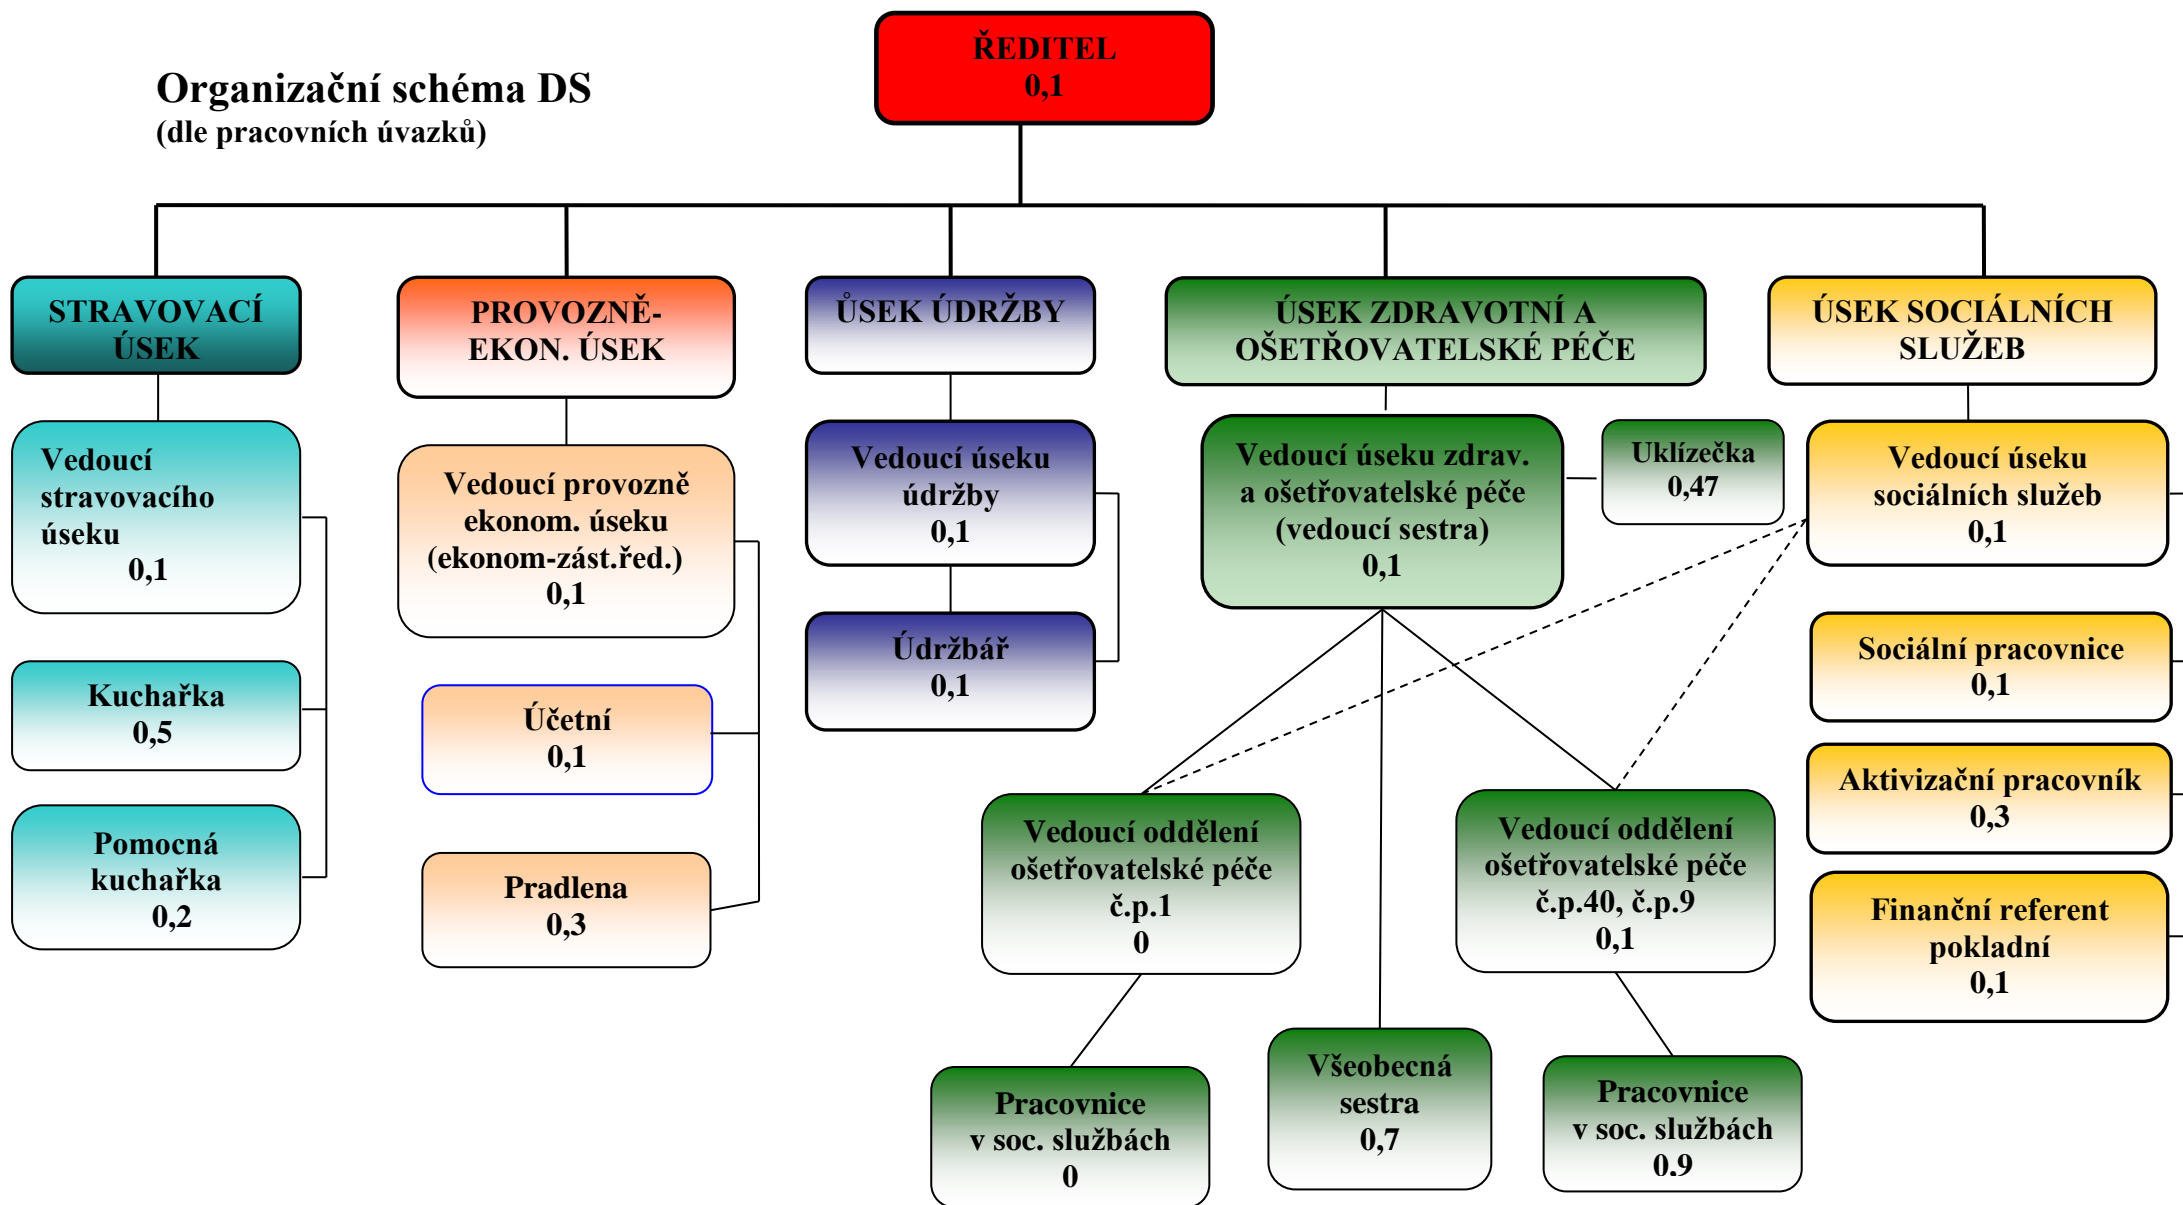 Organizační schéma DS
(dle pracovních úvazků)
ŘEDITEL
0,1
STRAVOVACÍ
ÚSEK
PROVOZNĚ-
EKON. ÚSEK
ŮSEK ÚDRŽBY
ÚSEK ZDRAVOTNÍ A
OŠETŘOVATELSKÉ PÉČE
ÚSEK SOCIÁLNÍCH
SLUŽEB
Vedoucí
stravovacího
úseku
0,1
Kuchařka
0,5
Pomocná
kuchařka
0,2
Vedoucí provozně
ekonom. úseku
(ekonom-zást.řed.)
0,1
Účetní
0,1
Pradlena
0,3
Vedoucí úseku
údržby
0,1
Údržbář
0,1
Vedoucí úseku zdrav.
a ošetřovatelské péče
(vedoucí sestra)
0,1
Uklízečka
0,47
Vedoucí oddělení
ošetřovatelské péče
č.p.1
0
Vedoucí oddělení
ošetřovatelské péče
č.p.40, č.p.9
0,1
Pracovnice
v soc. službách
0
Všeobecná
sestra
0,7
Pracovnice
v soc. službách
0,9
Vedoucí úseku
sociálních služeb
0,1
Sociální pracovnice
0,1
Aktivizační pracovník
0,3
Finanční referent
pokladní
0,1